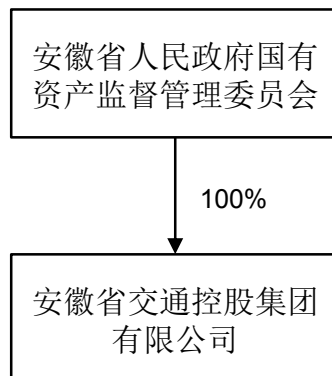 安徽省人民政府国有
资产监督管理委员会
100%
安徽省交通控股集团
有限公司